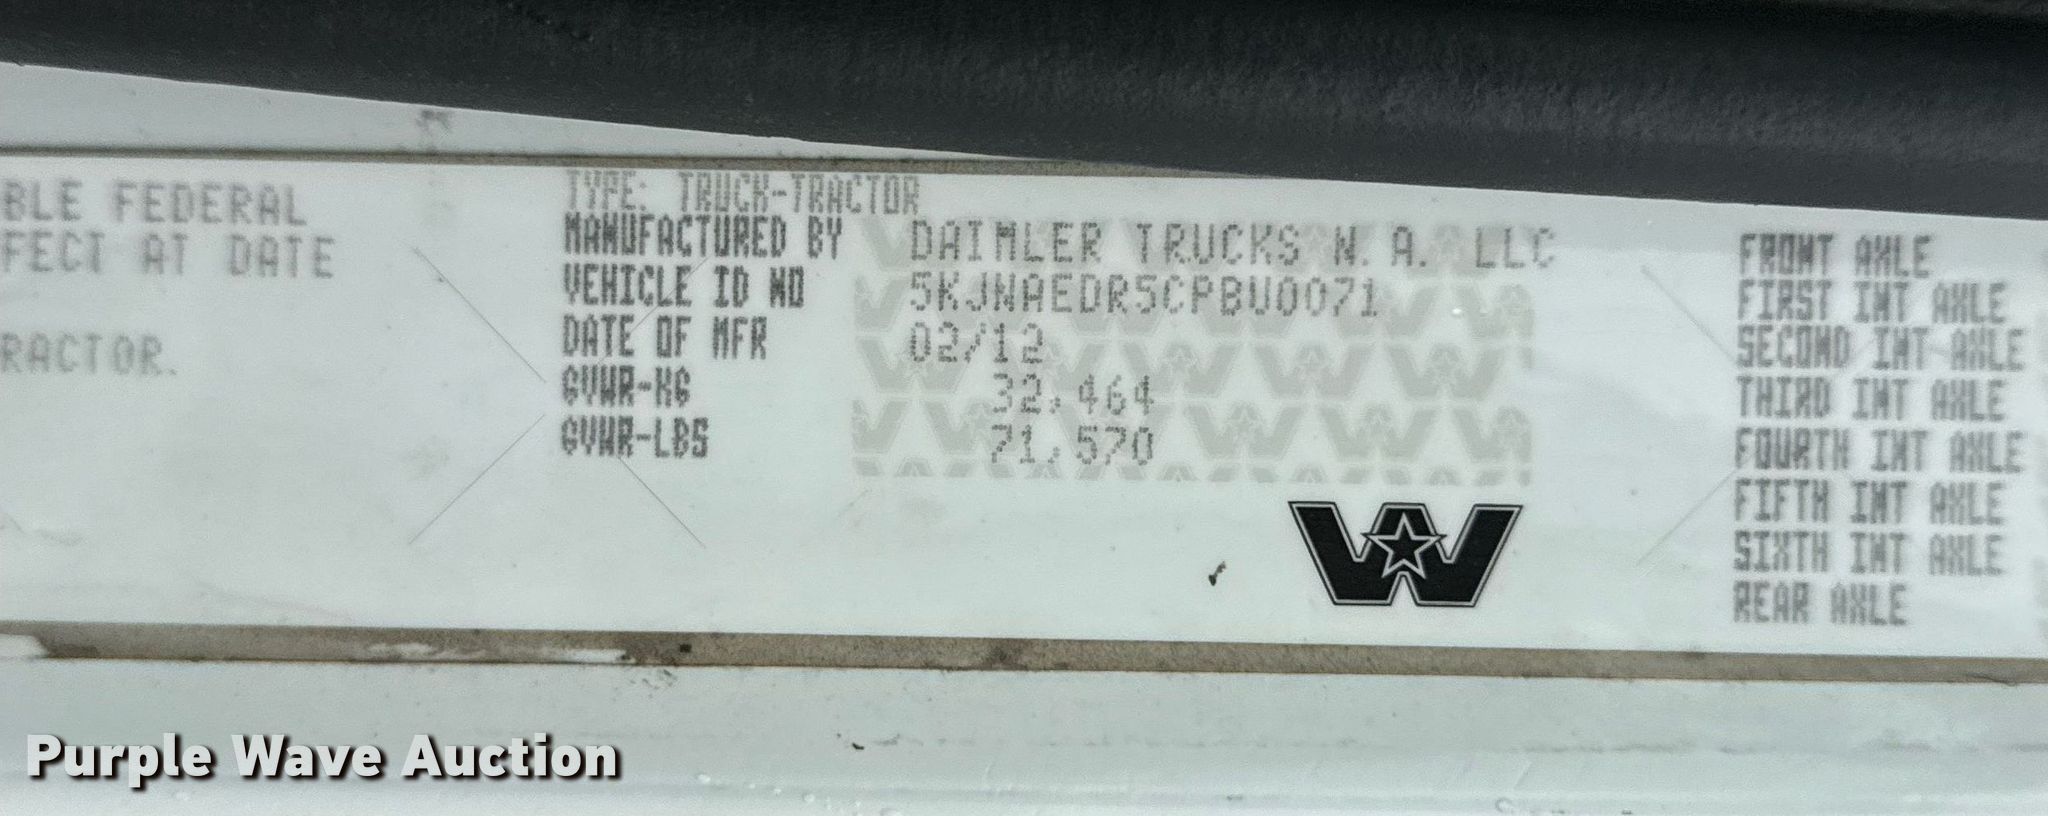 BLE FEDERAL
FECT AT DATE
RACTOR.
TYPE: TRUCK-TRACTOR
MANUFACTURED BY DAIMLER TRUCKS N.A. LLC
VEHICLE ID NO 5KJNAEDR5CPBU0071
DATE OF MFR 02/12
GVWR-KG 32,464
GVWR-LBS 71,570
FRONT AXLE
FIRST INT AXLE
SECOND INT AXLE
THIRD INT AXLE
FOURTH INT AXLE
FIFTH INT AXLE
SIXTH INT AXLE
REAR AXLE
Purple Wave Auction